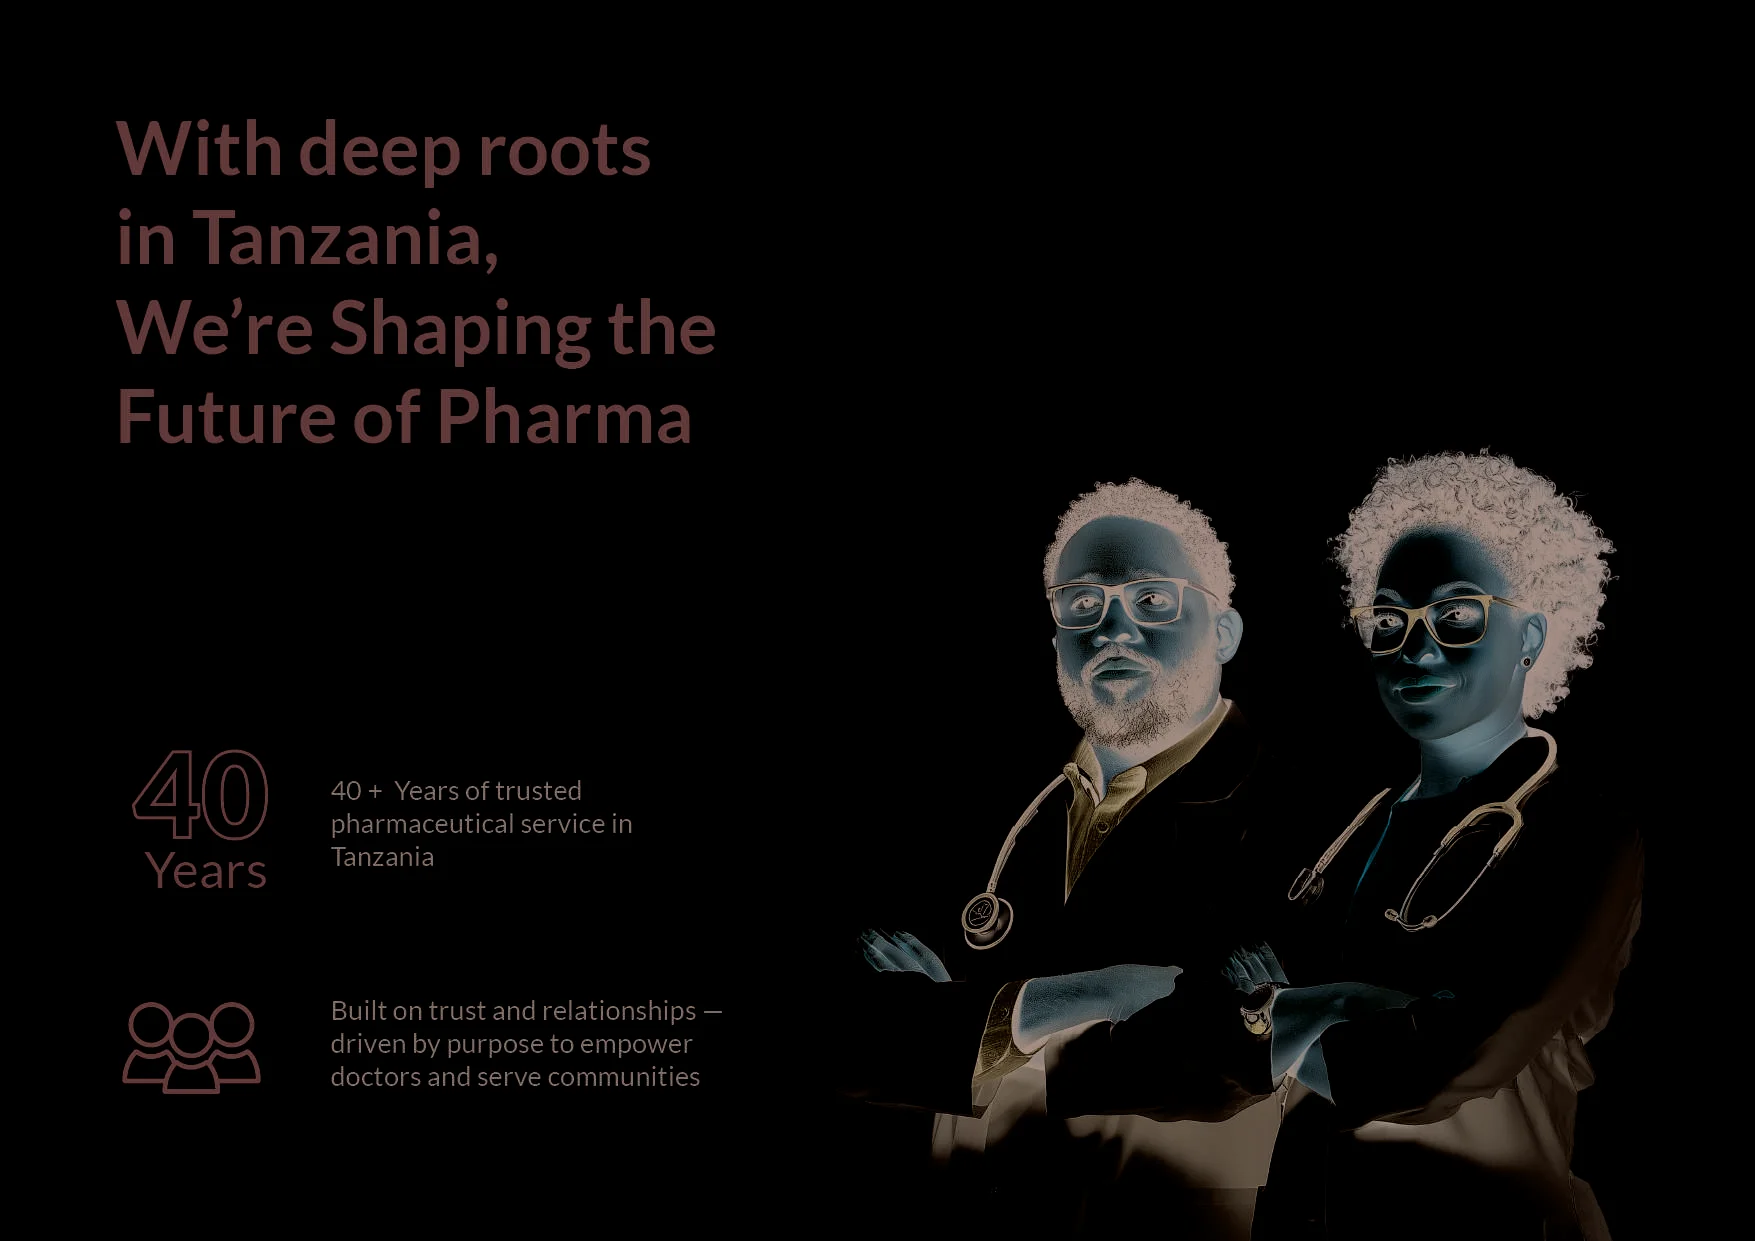 With deep roots
in Tanzania,
We’re Shaping the
Future of Pharma
40
Years
40 + Years of trusted
pharmaceutical service in
Tanzania
Built on trust and relationships —
driven by purpose to empower
doctors and serve communities